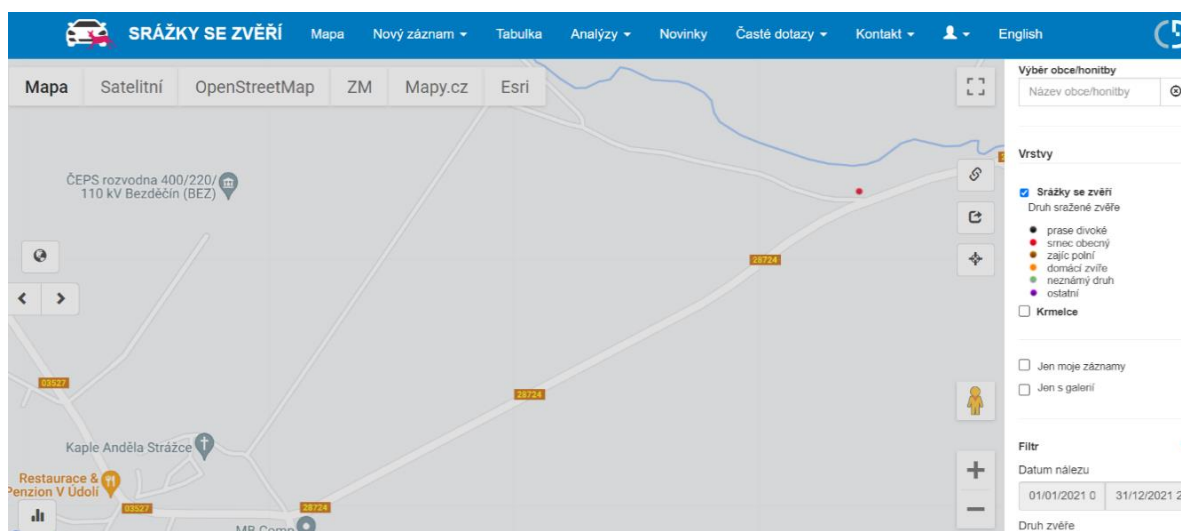 SRÁŽKY SE ZVĚŘÍ Mapa Nový záznam Tabulka Analýzy Novinky Časté dotazy Kontakt English
Výběr obce/honitby
Název obce/honitby
Mapa Satelitní OpenStreetMap ZM Mapy.cz Esri
Vrstvy
ČEPS rozvodna 400/220/
110 kV Bezděčín (BEZ)
Srážky se zvěří
Druh sražené zvěře
prase divoké
srnec obecný
zajíc polní
domácí zvíře
neznámý druh
ostatní
Krmelce
28724
Jen moje záznamy
Jen s galerií
03527
28724
Kaple Anděla Strážce
Filtr
Datum nálezu
Restaurace &
Penzion V Údolí
01/01/2021 0 31/12/2021 2
03527
28724
MB Comp
Druh zvěře